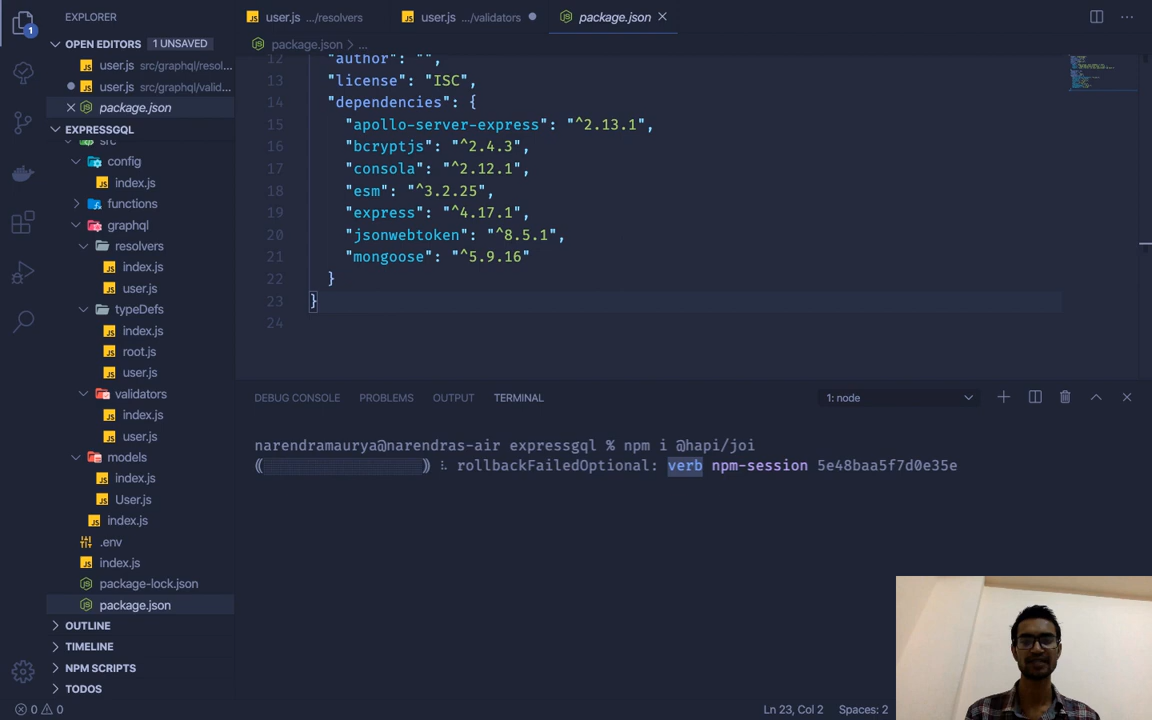 EXPLORER
OPEN EDITORS 1 UNSAVED
user.js src/graphql/resol...
user.js src/graphql/valid...
package.json
EXPRESSGQL
src
config
index.js
functions
graphql
resolvers
index.js
user.js
typeDefs
index.js
root.js
user.js
validators
index.js
user.js
models
index.js
User.js
index.js
.env
index.js
package-lock.json
package.json
OUTLINE
TIMELINE
NPM SCRIPTS
TODOS
user.js .../resolvers
user.js .../validators
package.json
package.json > ...
12 "author": "",
13 "license": "ISC",
14 "dependencies": {
15 "apollo-server-express": "^2.13.1",
16 "bcryptjs": "^2.4.3",
17 "consola": "^2.12.1",
18 "esm": "^3.2.25",
19 "express": "^4.17.1",
20 "jsonwebtoken": "^8.5.1",
21 "mongoose": "^5.9.16"
22 }
23 }
24
DEBUG CONSOLE PROBLEMS OUTPUT TERMINAL 1: node
narendramaurya@narendras-air expressgql % npm i @hapi/joi
rollbackFailedOptional: verb npm-session 5e48baa5f7d0e35e
0 0 Ln 23, Col 2 Spaces: 2